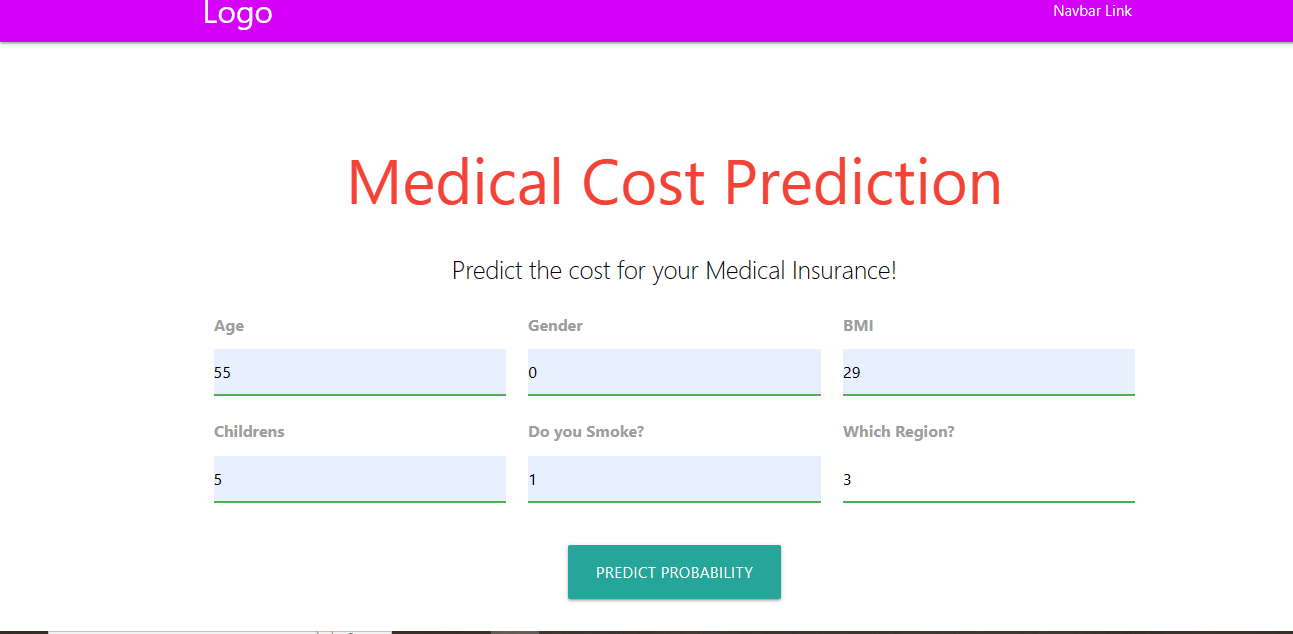 Logo
Navbar Link
Medical Cost Prediction
Predict the cost for your Medical Insurance!
Age
Gender
BMI
55
0
29
Childrens
Do you Smoke?
Which Region?
5
1
3
PREDICT PROBABILITY